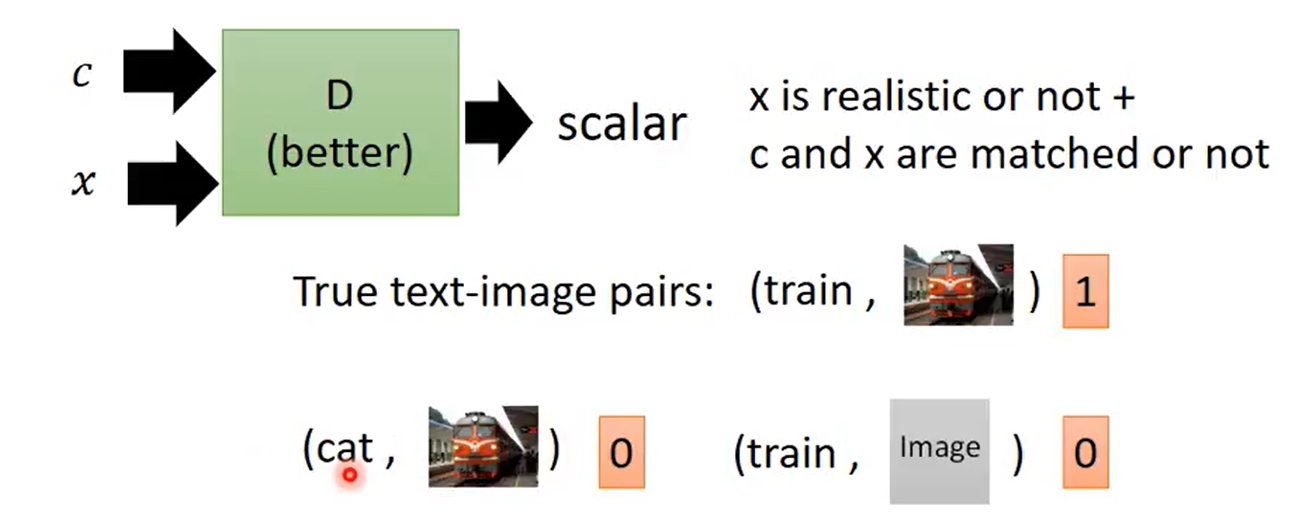 c
x
D
(better)
scalar
x is realistic or not +
c and x are matched or not
True text-image pairs: (train , ) 1
(cat , ) 0
(train , Image ) 0